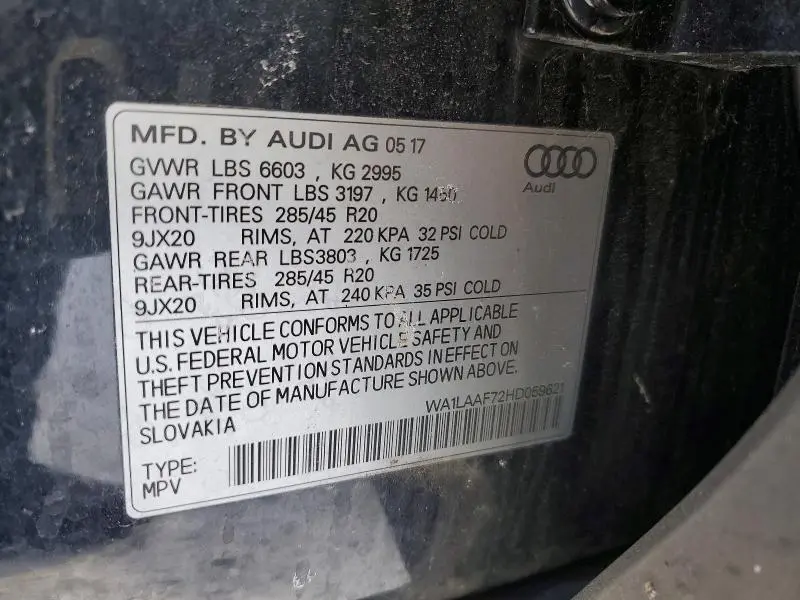 MFD. BY AUDI AG 05 17
GVWR LBS 6603 , KG 2995
GAWR FRONT LBS 3197 , KG 1450
FRONT-TIRES 285/45 R20
9JX20 RIMS, AT 220 KPA 32 PSI COLD
GAWR REAR LBS3803 , KG 1725
REAR-TIRES 285/45 R20
9JX20 RIMS, AT 240 KPA 35 PSI COLD
THIS VEHICLE CONFORMS TO ALL APPLICABLE
U.S. FEDERAL MOTOR VEHICLE SAFETY AND
THEFT PREVENTION STANDARDS IN EFFECT ON
THE DATE OF MANUFACTURE SHOWN ABOVE.
SLOVAKIA
WA1LAAF72HD059621
TYPE:
MPV
Audi